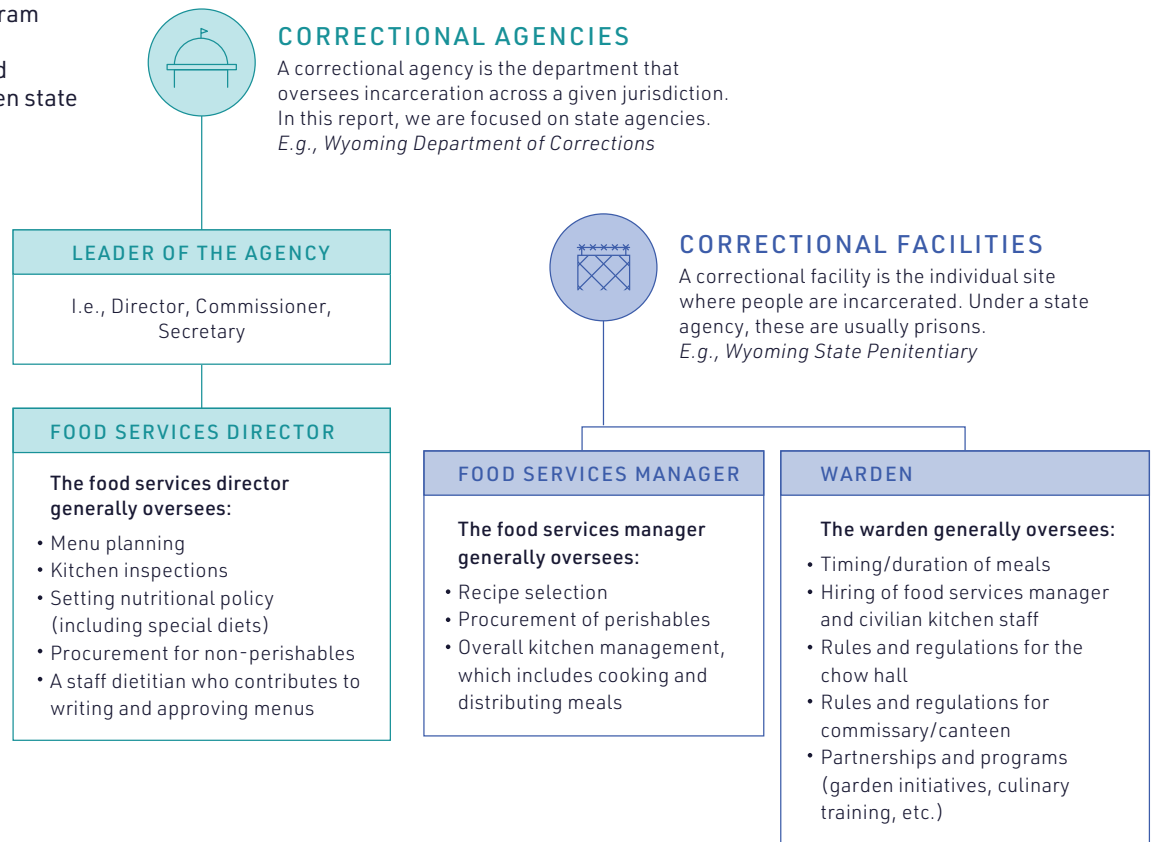 ram
d
en state
CORRECTIONAL AGENCIES
A correctional agency is the department that
oversees incarceration across a given jurisdiction.
In this report, we are focused on state agencies.
E.g., Wyoming Department of Corrections
LEADER OF THE AGENCY
I.e., Director, Commissioner,
Secretary
FOOD SERVICES DIRECTOR
The food services director
generally oversees:
• Menu planning
• Kitchen inspections
• Setting nutritional policy
(including special diets)
• Procurement for non-perishables
• A staff dietitian who contributes to
writing and approving menus
CORRECTIONAL FACILITIES
A correctional facility is the individual site
where people are incarcerated. Under a state
agency, these are usually prisons.
E.g., Wyoming State Penitentiary
FOOD SERVICES MANAGER
The food services manager
generally oversees:
• Recipe selection
• Procurement of perishables
• Overall kitchen management,
which includes cooking and
distributing meals
WARDEN
The warden generally oversees:
• Timing/duration of meals
• Hiring of food services manager
and civilian kitchen staff
• Rules and regulations for the
chow hall
• Rules and regulations for
commissary/canteen
• Partnerships and programs
(garden initiatives, culinary
training, etc.)